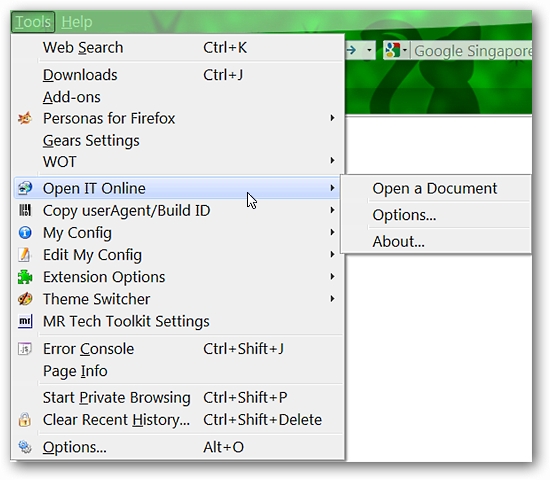 Tools Help
Google Singapore
Web Search Ctrl+K
Downloads Ctrl+J
Add-ons
Personas for Firefox
Gears Settings
WOT
Open IT Online
Open a Document
Copy userAgent/Build ID
Options...
My Config
About...
Edit My Config
Extension Options
Theme Switcher
mr MR Tech Toolkit Settings
Error Console Ctrl+Shift+J
Page Info
Start Private Browsing Ctrl+Shift+P
Clear Recent History... Ctrl+Shift+Delete
Options... Alt+O